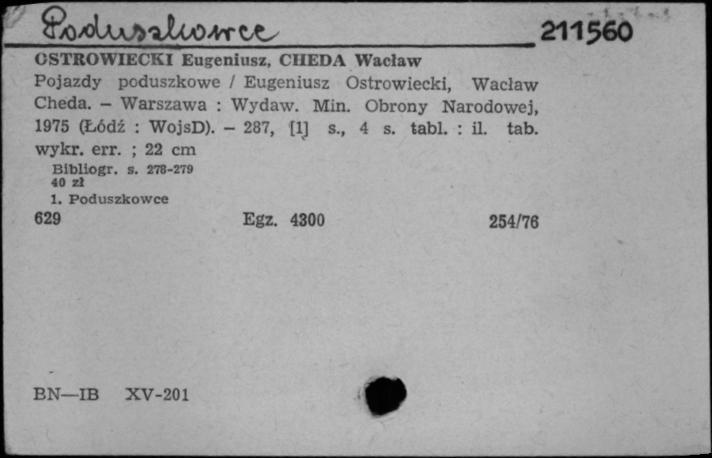 Poduszkowce 211560
OSTROWIECKI Eugeniusz, CHEDA Wacław
Pojazdy poduszkowe / Eugeniusz Ostrowiecki, Wacław
Cheda. — Warszawa : Wydaw. Min. Obrony Narodowej,
1975 (Łódź : WojsD). — 287, [1] s., 4 s. tabl. : il. tab.
wykr. err. ; 22 cm
Bibliogr. s. 278-279
40 zł
1. Poduszkowce
629 Egz. 4300 254/76
BN—IB XV-201